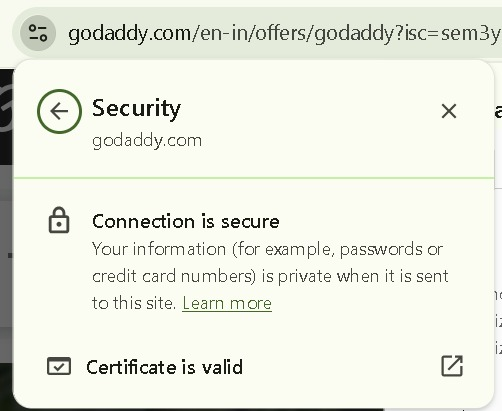 godaddy.com/en-in/offers/godaddy?isc=sem3y
Security
godaddy.com
Connection is secure
Your information (for example, passwords or
credit card numbers) is private when it is sent
to this site. Learn more
Certificate is valid